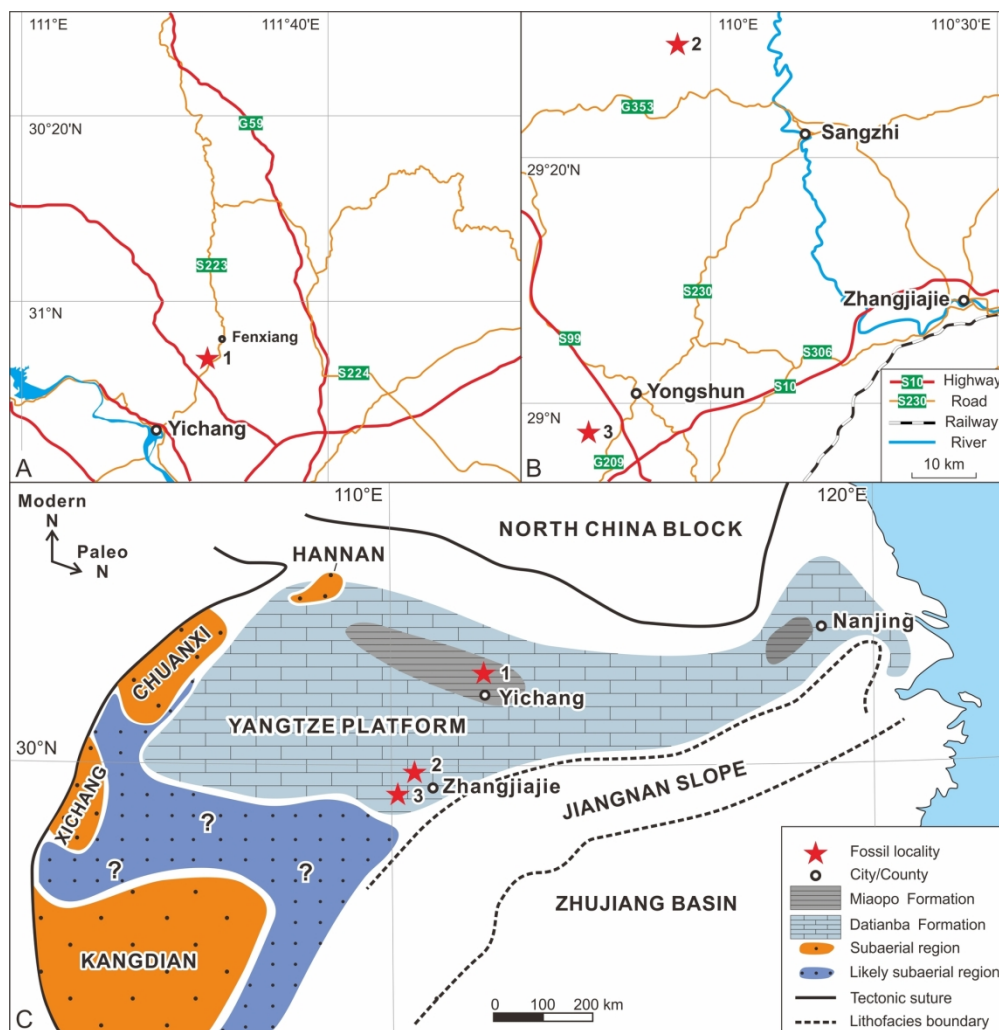 111°E
111°40'E
30°20'N
G59
S223
31°N
Fenxiang
1
S224
Yichang
A
110°E
110°30'E
2
G353
Sangzhi
29°20'N
S230
Zhangjiajie
S99
S306
Yongshun
S10
29°N
3
G209
B
S10 Highway
S230 Road
Railway
River
10 km
Modern
N
Paleo
N
110°E
120°E
NORTH CHINA BLOCK
HANNAN
CHUANXI
Nanjing
1
Yichang
YANGTZE PLATFORM
30°N
2
Zhangjiajie
3
JIANGNAN SLOPE
XICHANG
?
?
?
ZHUJIANG BASIN
KANGDIAN
Fossil locality
City/County
Miaopo Formation
Datianba Formation
Subaerial region
Likely subaerial region
Tectonic suture
Lithofacies boundary
0 100 200 km
C